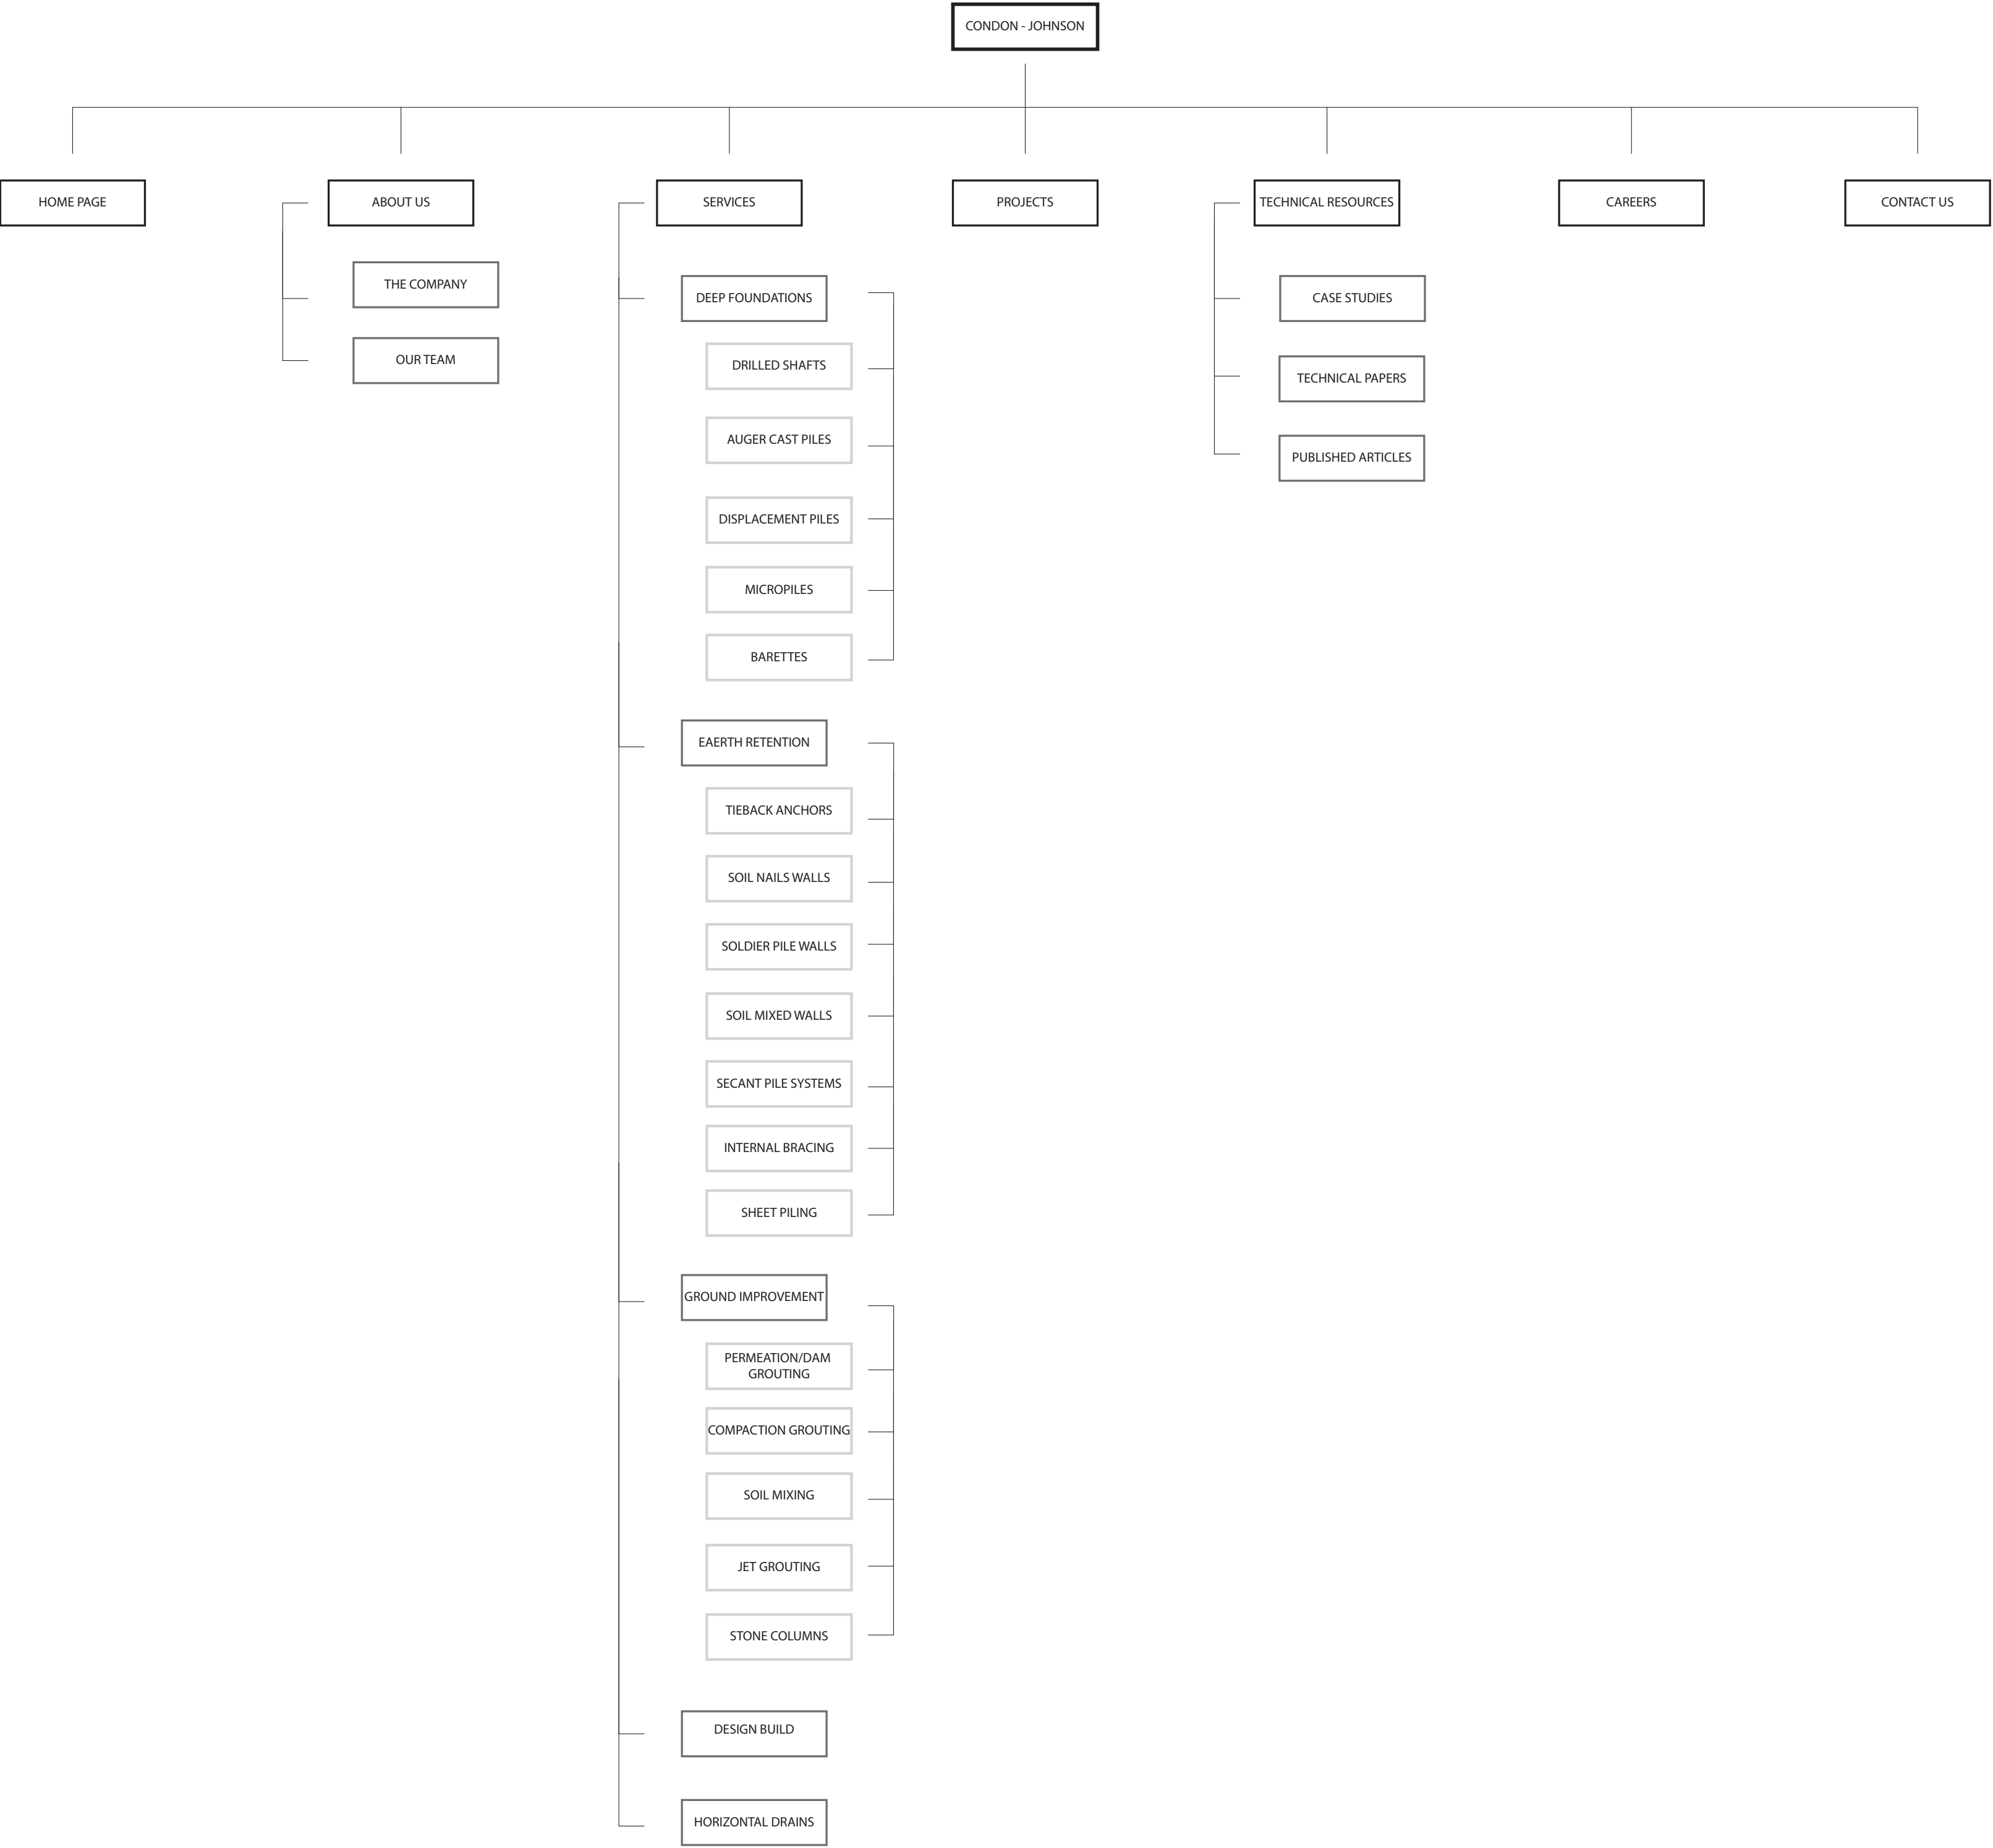 CONDON - JOHNSON
HOME PAGE
ABOUT US
SERVICES
PROJECTS
TECHNICAL RESOURCES
CAREERS
CONTACT US
THE COMPANY
OUR TEAM
DEEP FOUNDATIONS
DRILLED SHAFTS
AUGER CAST PILES
DISPLACEMENT PILES
MICROPILES
BARETTES
EAERTH RETENTION
TIEBACK ANCHORS
SOIL NAILS WALLS
SOLDIER PILE WALLS
SOIL MIXED WALLS
SECANT PILE SYSTEMS
INTERNAL BRACING
SHEET PILING
GROUND IMPROVEMENT
PERMEATION/DAM
GROUTING
COMPACTION GROUTING
SOIL MIXING
JET GROUTING
STONE COLUMNS
DESIGN BUILD
HORIZONTAL DRAINS
CASE STUDIES
TECHNICAL PAPERS
PUBLISHED ARTICLES